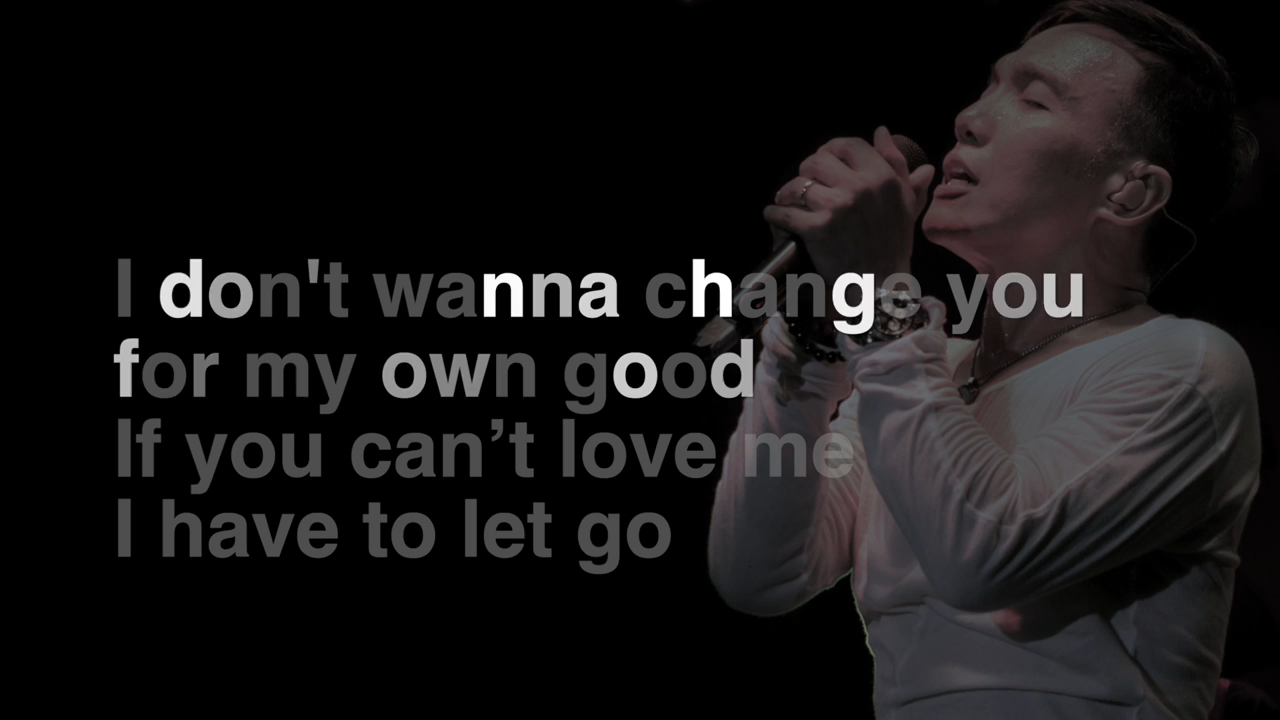 I don't wanna change you
for my own good
If you can’t love me
I have to let go